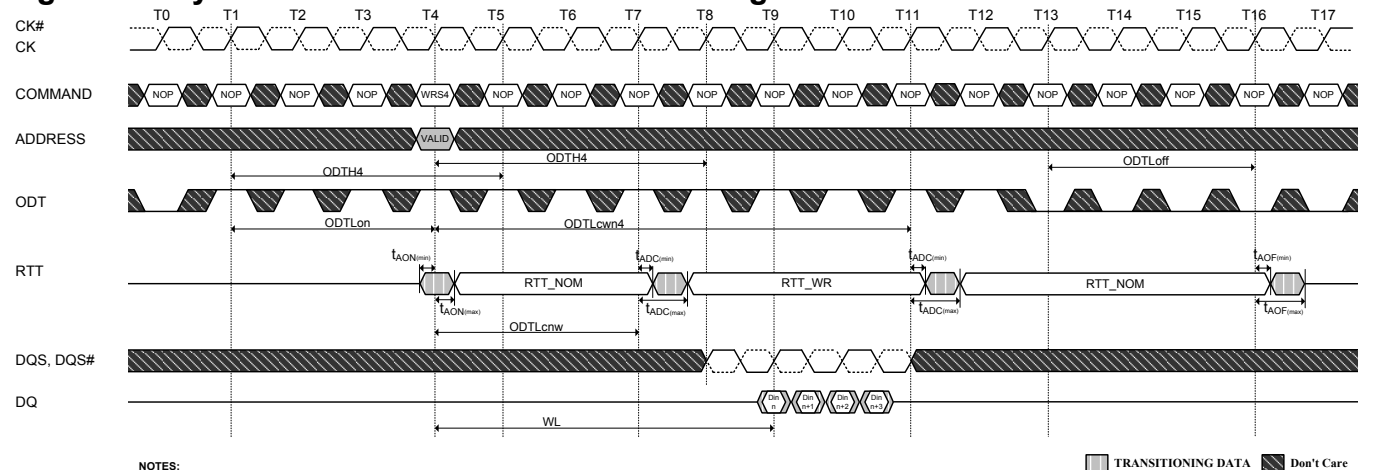 T0 T1 T2 T3 T4 T5 T6 T7 T8 T9 T10 T11 T12 T13 T14 T15 T16 T17
CK#
CK
COMMAND NOP NOP NOP NOP WRS4 NOP NOP NOP NOP NOP NOP NOP NOP NOP NOP NOP NOP NOP
ADDRESS VALID
ODTH4 ODTLoff
ODTH4
ODT
ODTLon ODTLcwn4
tAON(min) tADC(min) tADC(min) tAOF(min)
RTT RTT_NOM RTT_WR RTT_NOM
tAON(max) tADC(max) tADC(max) tAOF(max)
ODTLcnw
DQS, DQS#
DQ Din n Din n+1 Din n+2 Din n+3
WL
NOTES: TRANSITIONING DATA Don't Care